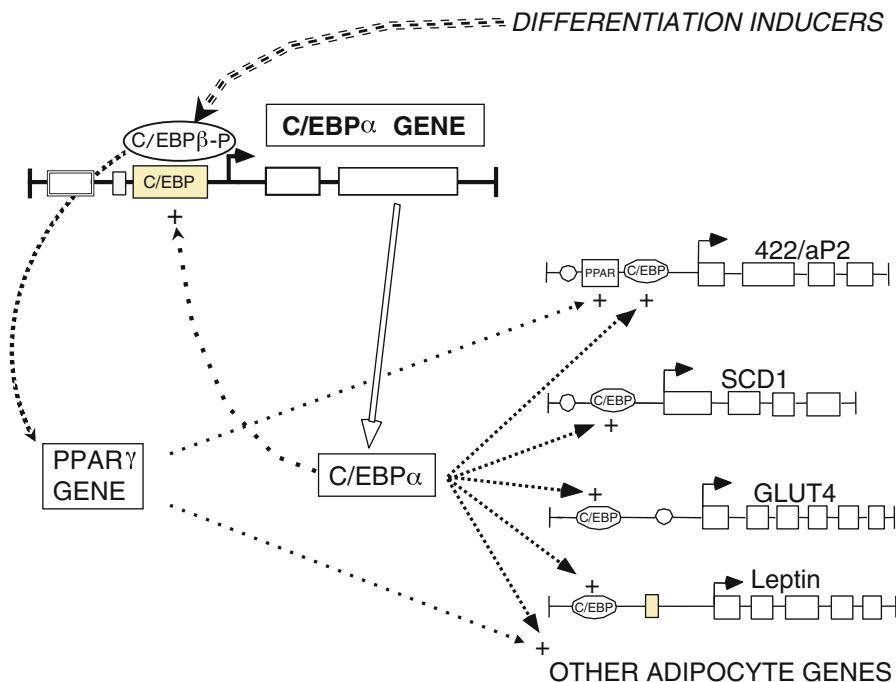 DIFFERENTIATION INDUCERS
C/EBPβ-P
C/EBPα GENE
C/EBP
+
422/aP2
PPAR
C/EBP
+
+
SCD1
C/EBP
+
PPARγ
GENE
C/EBPα
+
GLUT4
C/EBP
Leptin
+
C/EBP
+
OTHER ADIPOCYTE GENES